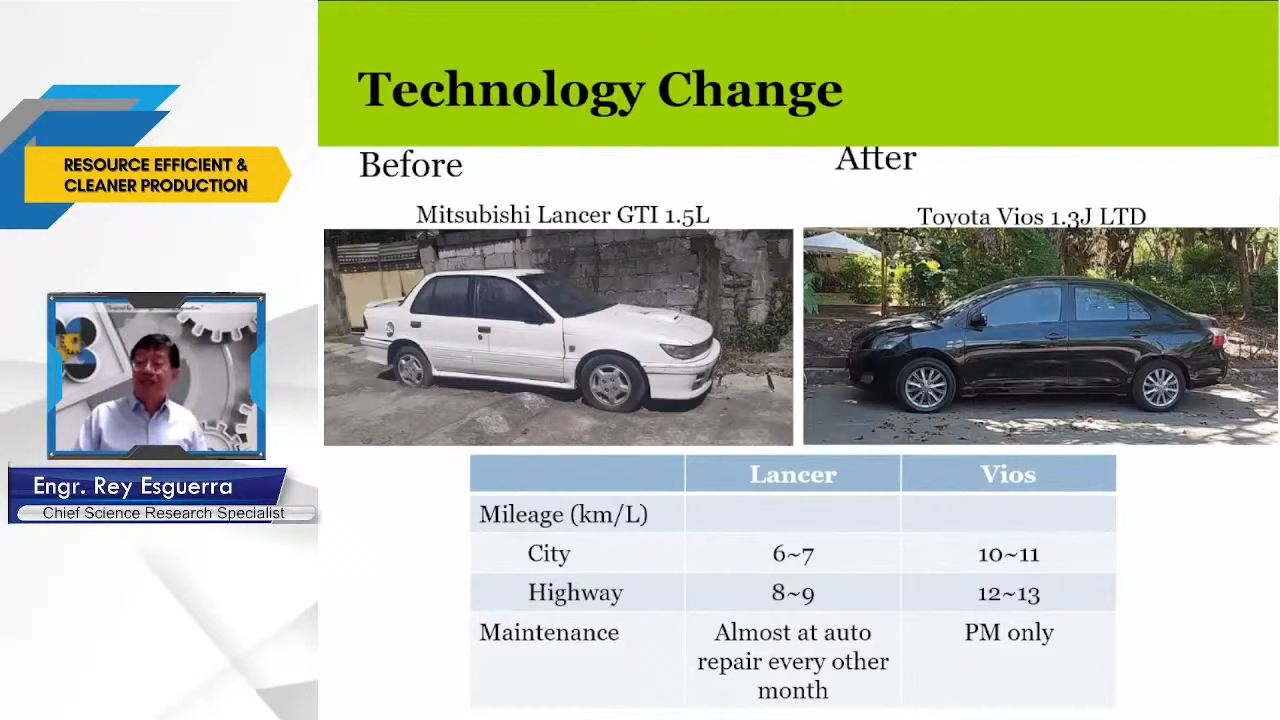 Technology Change
RESOURCE EFFICIENT &
CLEANER PRODUCTION
Before
After
Mitsubishi Lancer GTI 1.5L
Toyota Vios 1.3J LTD
Engr. Rey Esguerra
Chief Science Research Specialist
Lancer Vios
Mileage (km/L)
City 6~7 10~11
Highway 8~9 12~13
Maintenance Almost at auto PM only
repair every other
month